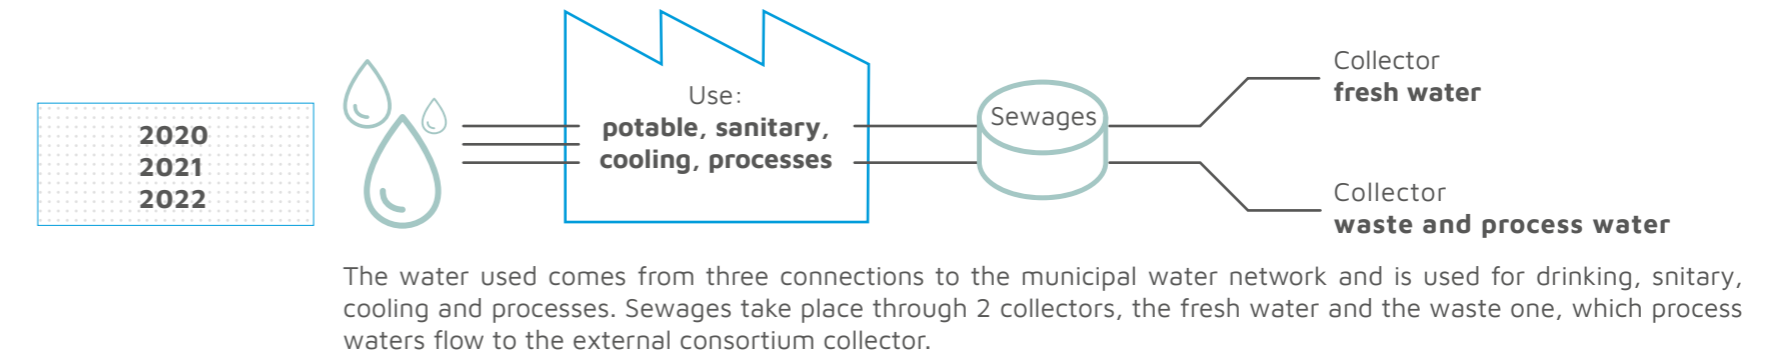 2020
2021
2022
Use:
potable, sanitary,
cooling, processes
Sewages
Collector
fresh water
Collector
waste and process water
The water used comes from three connections to the municipal water network and is used for drinking, snitary,
cooling and processes. Sewages take place through 2 collectors, the fresh water and the waste one, which process
waters flow to the external consortium collector.